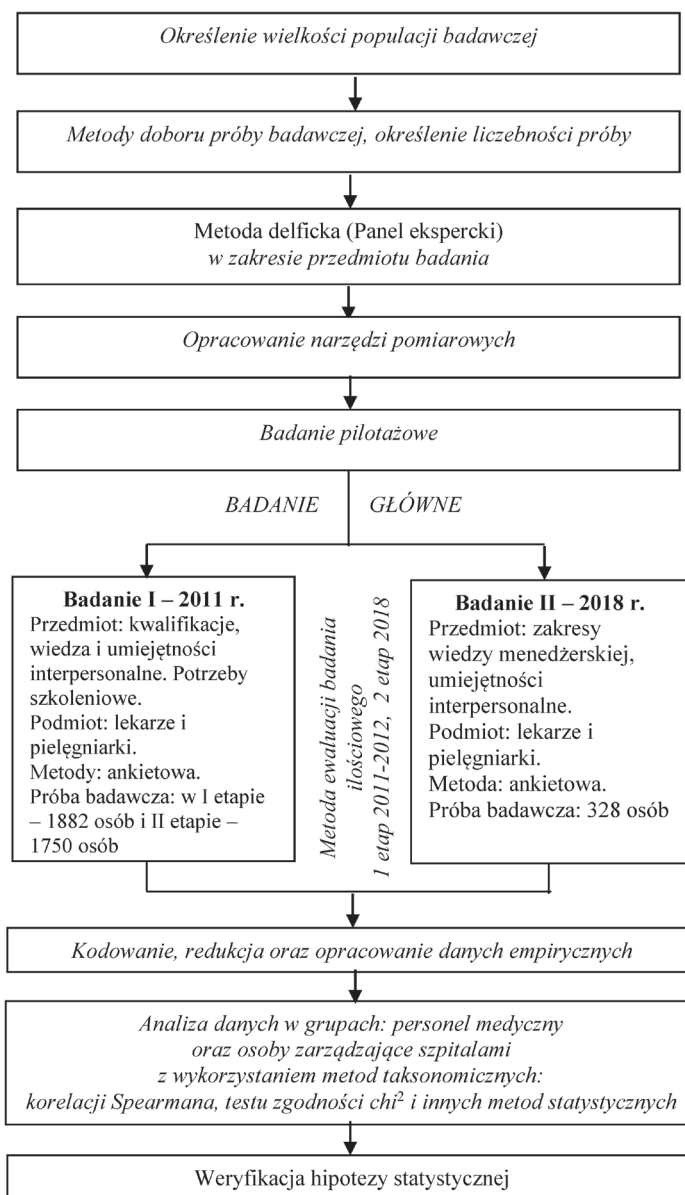 Określenie wielkości populacji badawczej
Metody doboru próby badawczej, określenie liczebności próby
Metoda delficka (Panel ekspercki)
w zakresie przedmiotu badania
Opracowanie narzędzi pomiarowych
Badanie pilotażowe
BADANIE GŁÓWNE
Badanie I – 2011 r.
Przedmiot: kwalifikacje,
wiedza i umiejętności
interpersonalne. Potrzeby
szkoleniowe.
Podmiot: lekarze i
pielęgniarki.
Metody: ankietowa.
Próba badawcza: w I etapie
– 1882 osób i II etapie –
1750 osób
Metoda ewaluacji badania
ilościowego
1 etap 2011-2012, 2 etap 2018
Badanie II – 2018 r.
Przedmiot: zakresy
wiedzy menedżerskiej,
umiejętności
interpersonalne.
Podmiot: lekarze i
pielęgniarki.
Metoda: ankietowa.
Próba badawcza: 328 osób
Kodowanie, redukcja oraz opracowanie danych empirycznych
Analiza danych w grupach: personel medyczny
oraz osoby zarządzające szpitalami
z wykorzystaniem metod taksonomicznych:
korelacji Spearmana, testu zgodności chi² i innych metod statystycznych
Weryfikacja hipotezy statystycznej